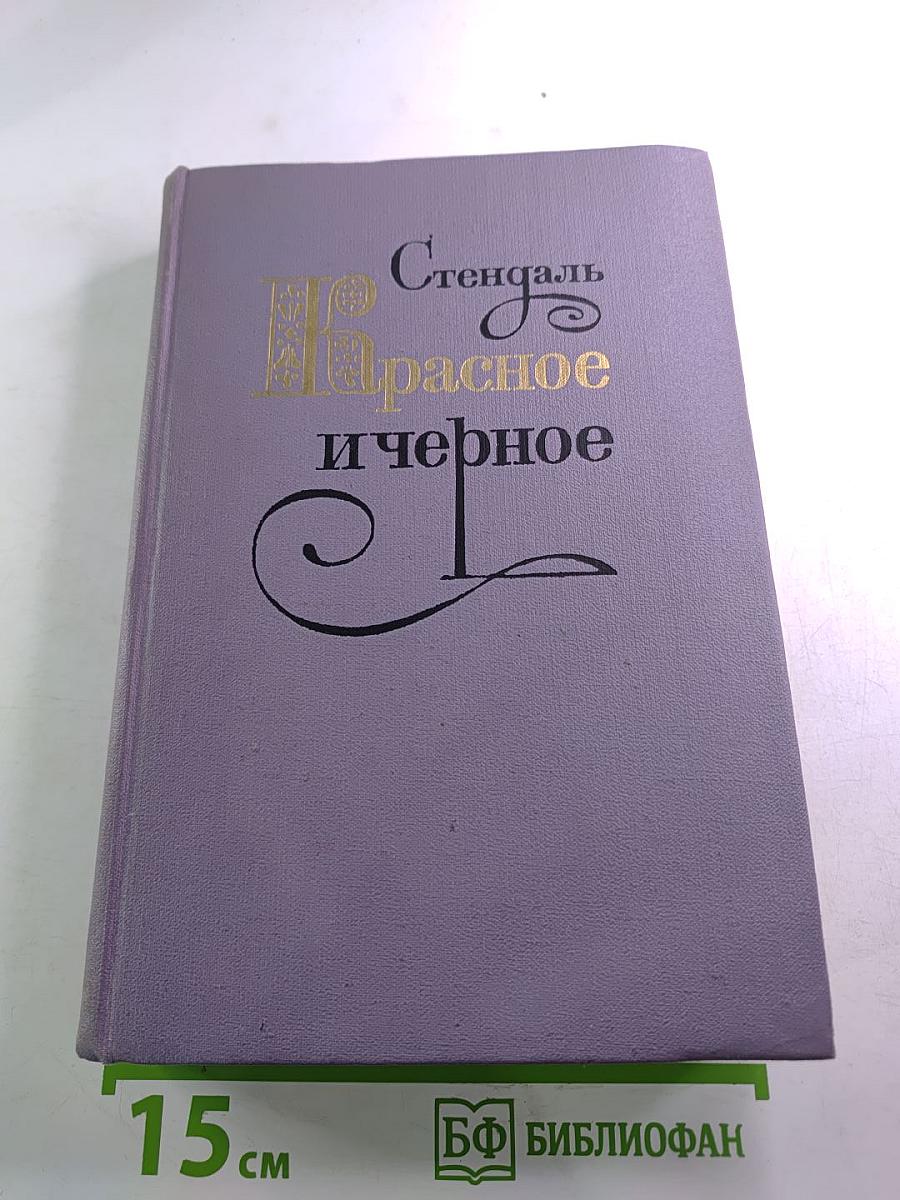 Стендаль
Красное
и черное
15 см
БФ БИБЛИОФАН